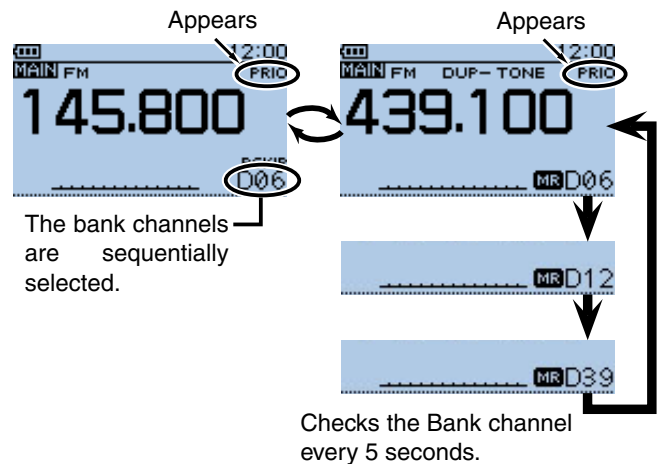 Appears
12:00
MAIN FM PRIO
145.800
D06
The bank channels
are sequentially
selected.
Appears
12:00
MAIN FM DUP– TONE PRIO
439.100
MR D06
MR D12
MR D39
Checks the Bank channel
every 5 seconds.